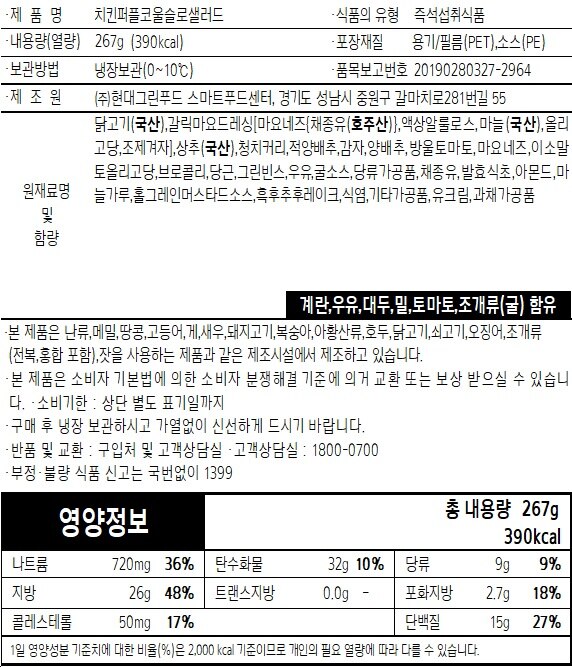 ·제 품 명 치킨퍼플코울슬로샐러드 ·식품의 유형 즉석섭취식품
·내용량(열량) 267g (390kcal) ·포장재질 용기/필름(PET),소스(PE)
·보관방법 냉장보관(0~10℃) ·품목보고번호 20190280327-2964
·제 조 원 ㈜현대그린푸드 스마트푸드센터, 경기도 성남시 중원구 갈마치로281번길 55
원재료명
및
함량
닭고기(국산),갈릭마요드레싱[마요네즈{채종유(호주산)},액상알룰로스,마늘(국산),올리
고당,조제겨자],상추(국산),청치커리,적양배추,감자,양배추,방울토마토,마요네즈,이소말
토올리고당,브로콜리,당근,그린빈스,우유,굴소스,당류가공품,채종유,발효식초,아몬드,마
늘가루,홀그레인머스타드소스,흑후추후레이크,식염,기타가공품,유크림,과채가공품
계란,우유,대두,밀,토마토,조개류(굴) 함유
·본 제품은 난류,메밀,땅콩,고등어,게,새우,돼지고기,복숭아,아황산류,호두,닭고기,쇠고기,오징어,조개류
(전복,홍합 포함),잣을 사용하는 제품과 같은 제조시설에서 제조하고 있습니다.
·본 제품은 소비자 기본법에 의한 소비자 분쟁해결 기준에 의거 교환 또는 보상 받으실 수 있습니
다. ·소비기한 : 상단 별도 표기일까지
·구매 후 냉장 보관하시고 가열없이 신선하게 드시기 바랍니다.
·반품 및 교환 : 구입처 및 고객상담실 ·고객상담실 : 1800-0700
·부정·불량 식품 신고는 국번없이 1399
영양정보
총 내용량 267g
390kcal
나트륨 720mg 36% 탄수화물 32g 10% 당류 9g 9%
지방 26g 48% 트랜스지방 0.0g - 포화지방 2.7g 18%
콜레스테롤 50mg 17% 단백질 15g 27%
1일 영양성분 기준치에 대한 비율(%)은 2,000 kcal 기준이므로 개인의 필요 열량에 따라 다를 수 있습니다.